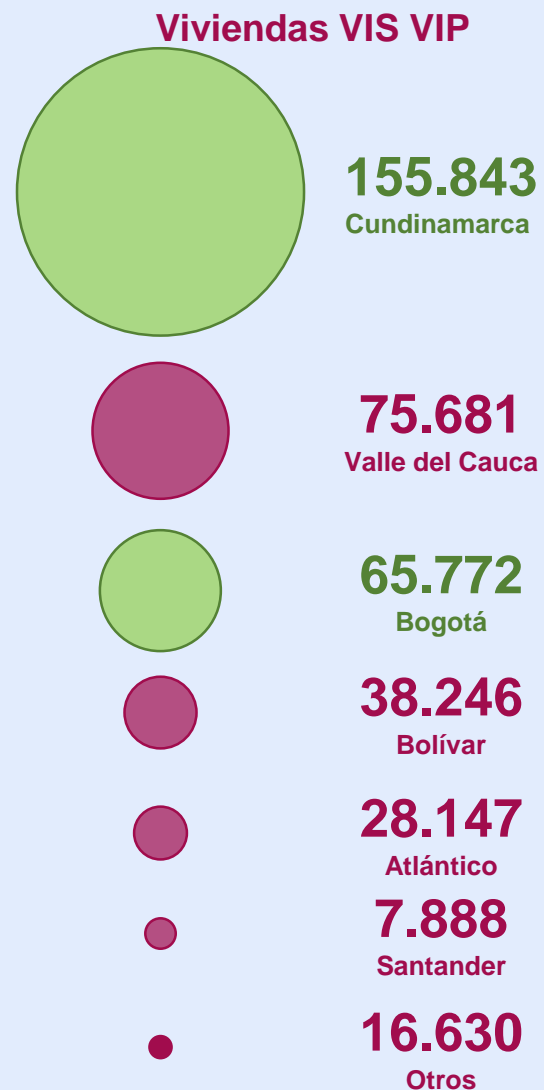 Viviendas VIS VIP
155.843
Cundinamarca
75.681
Valle del Cauca
65.772
Bogotá
38.246
Bolívar
28.147
Atlántico
7.888
Santander
16.630
Otros